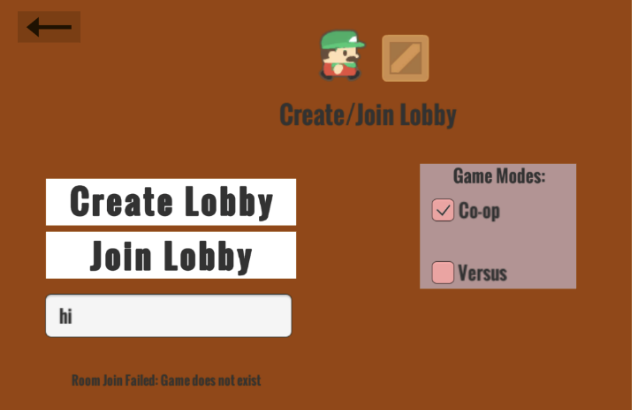 Create/Join Lobby
Create Lobby
Join Lobby
hi
Room Join Failed: Game does not exist
Game Modes:
Co-op
Versus